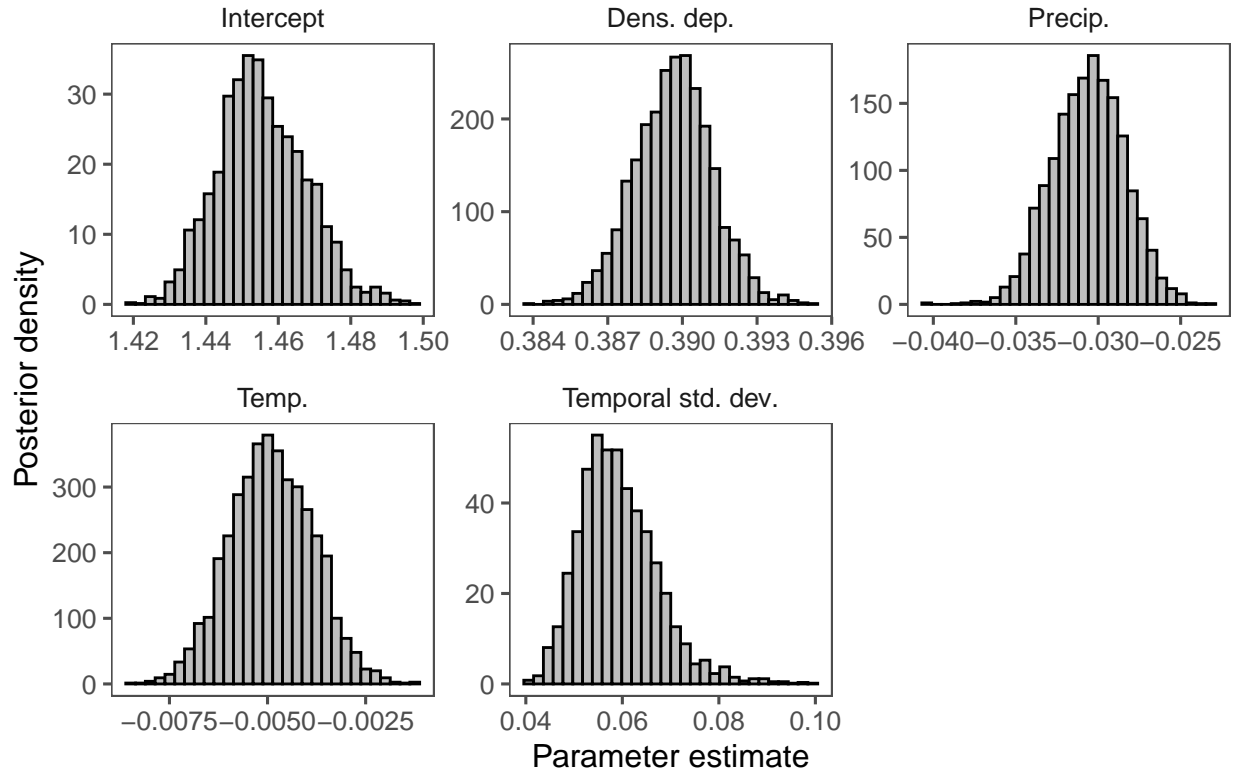 Intercept
Dens. dep.
Precip.
30
20
10
0
1.42 1.44 1.46 1.48 1.50
200
100
0
0.384 0.387 0.390 0.393 0.396
150
100
50
0
−0.040 −0.035 −0.030 −0.025
Temp.
Temporal std. dev.
300
200
100
0
−0.0075 −0.0050 −0.0025
40
20
0
0.04 0.06 0.08 0.10
Posterior density
Parameter estimate